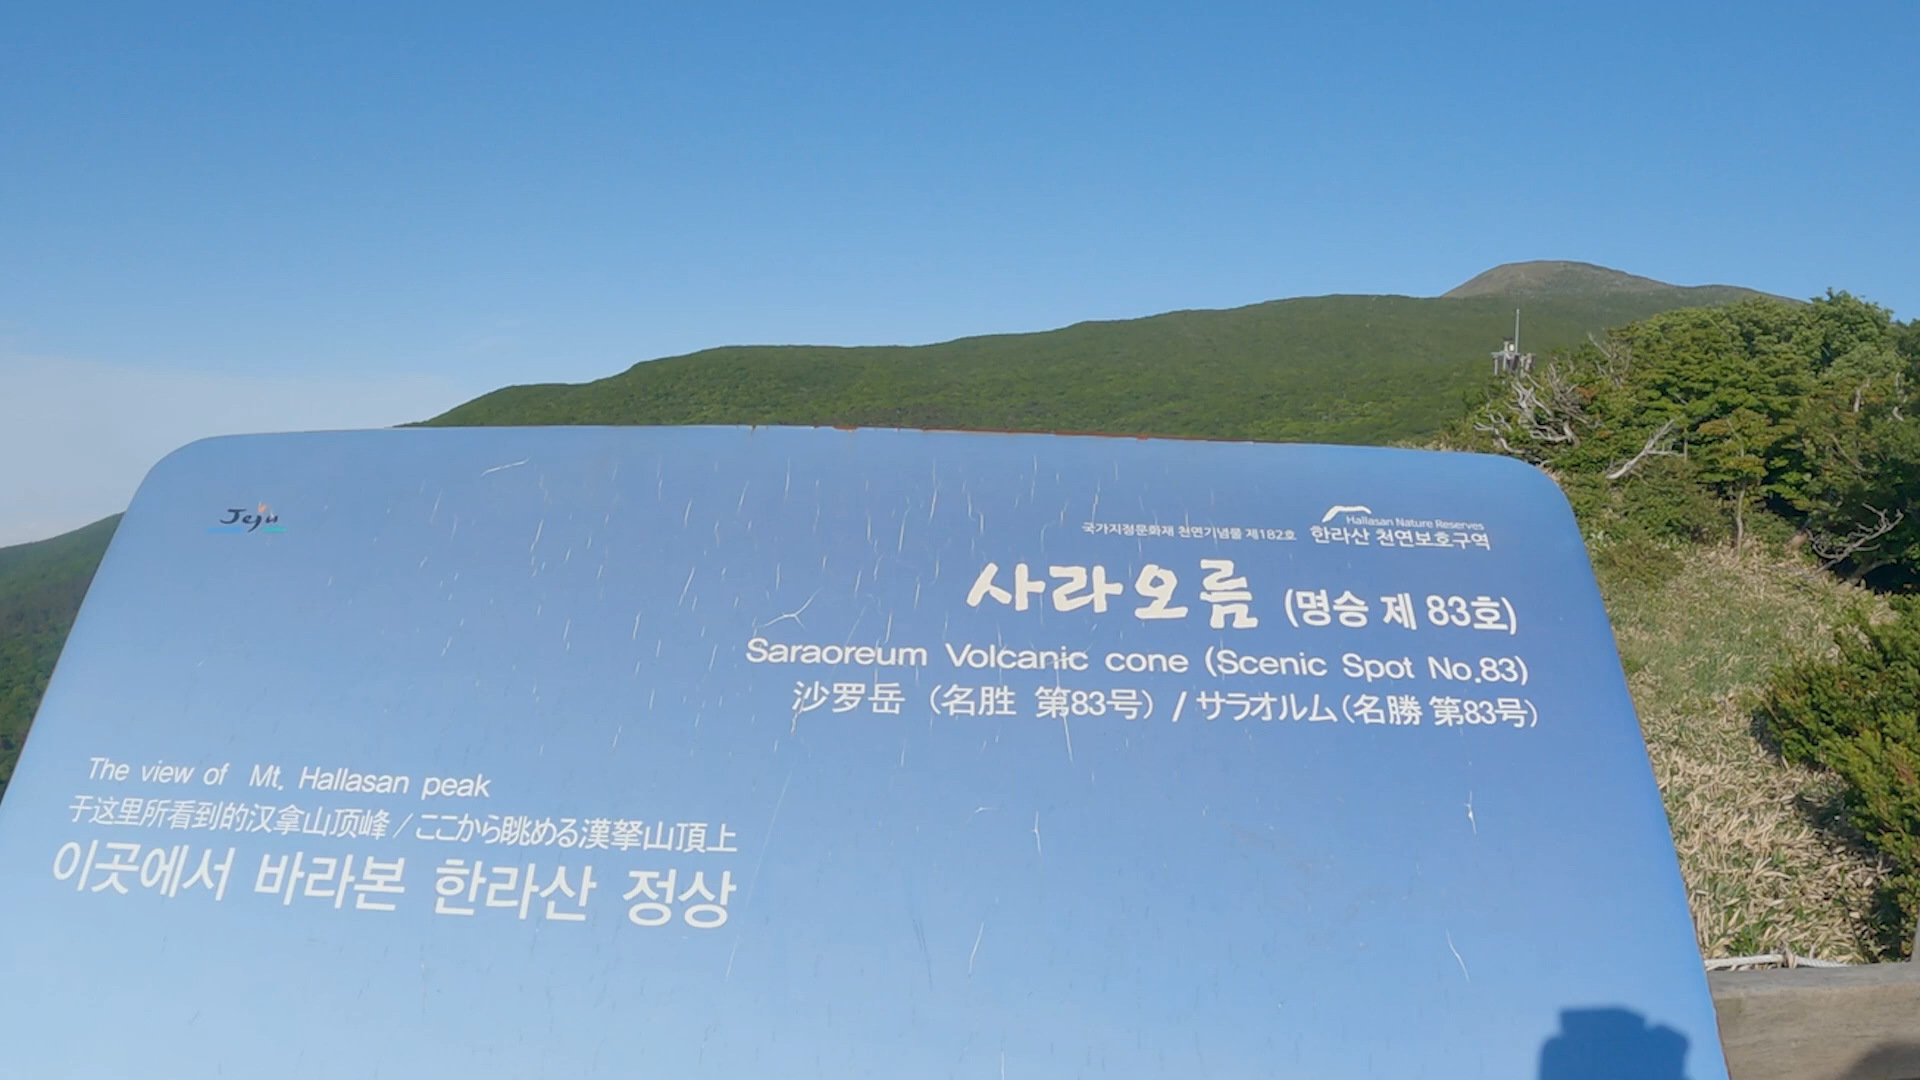 Jeju
Hallasan Nature Reserves
국가지정문화재 천연기념물 제182호 한라산 천연보호구역
사라오름 (명승 제 83호)
Saraoreum Volcanic cone (Scenic Spot No.83)
沙罗岳 (名胜 第83号) / サラオルム(名勝 第83号)
The view of Mt. Hallasan peak
于这里所看到的汉拿山顶峰 / ここから眺める漢拏山頂上
이곳에서 바라본 한라산 정상